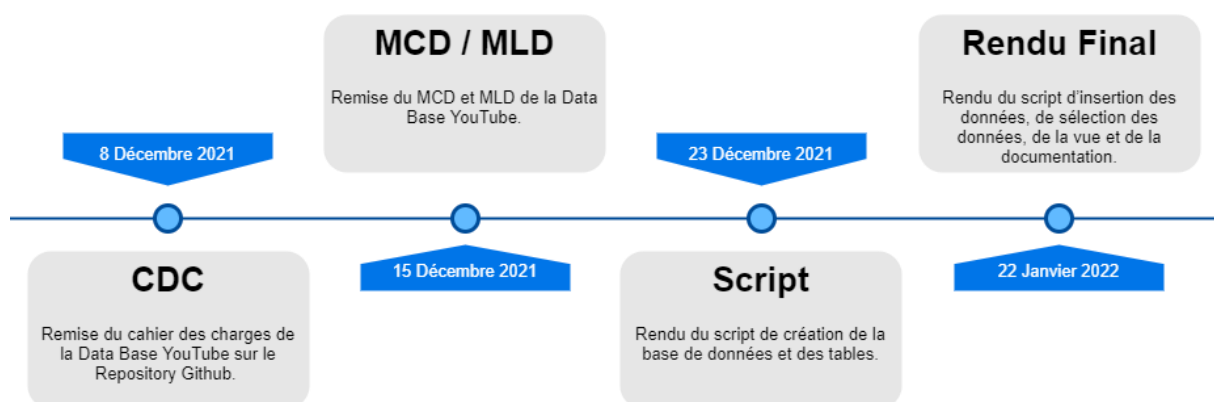 MCD / MLD
Remise du MCD et MLD de la Data
Base YouTube.
Rendu Final
Rendu du script d'insertion des
données, de sélection des
données, de la vue et de la
documentation.
8 Décembre 2021
23 Décembre 2021
15 Décembre 2021
22 Janvier 2022
CDC
Remise du cahier des charges de
la Data Base YouTube sur le
Repository Github.
Script
Rendu du script de création de la
base de données et des tables.